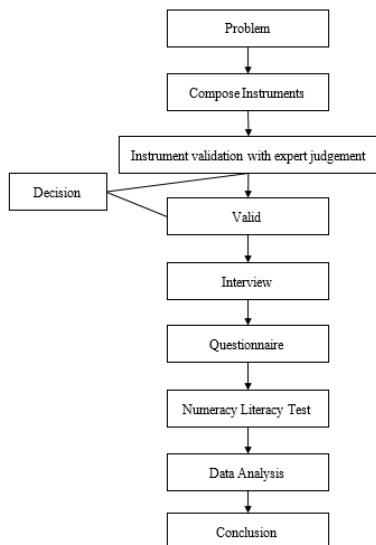 Problem
Compose Instruments
Instrument validation with expert judgement
Decision
Valid
Interview
Questionnaire
Numeracy Literacy Test
Data Analysis
Conclusion